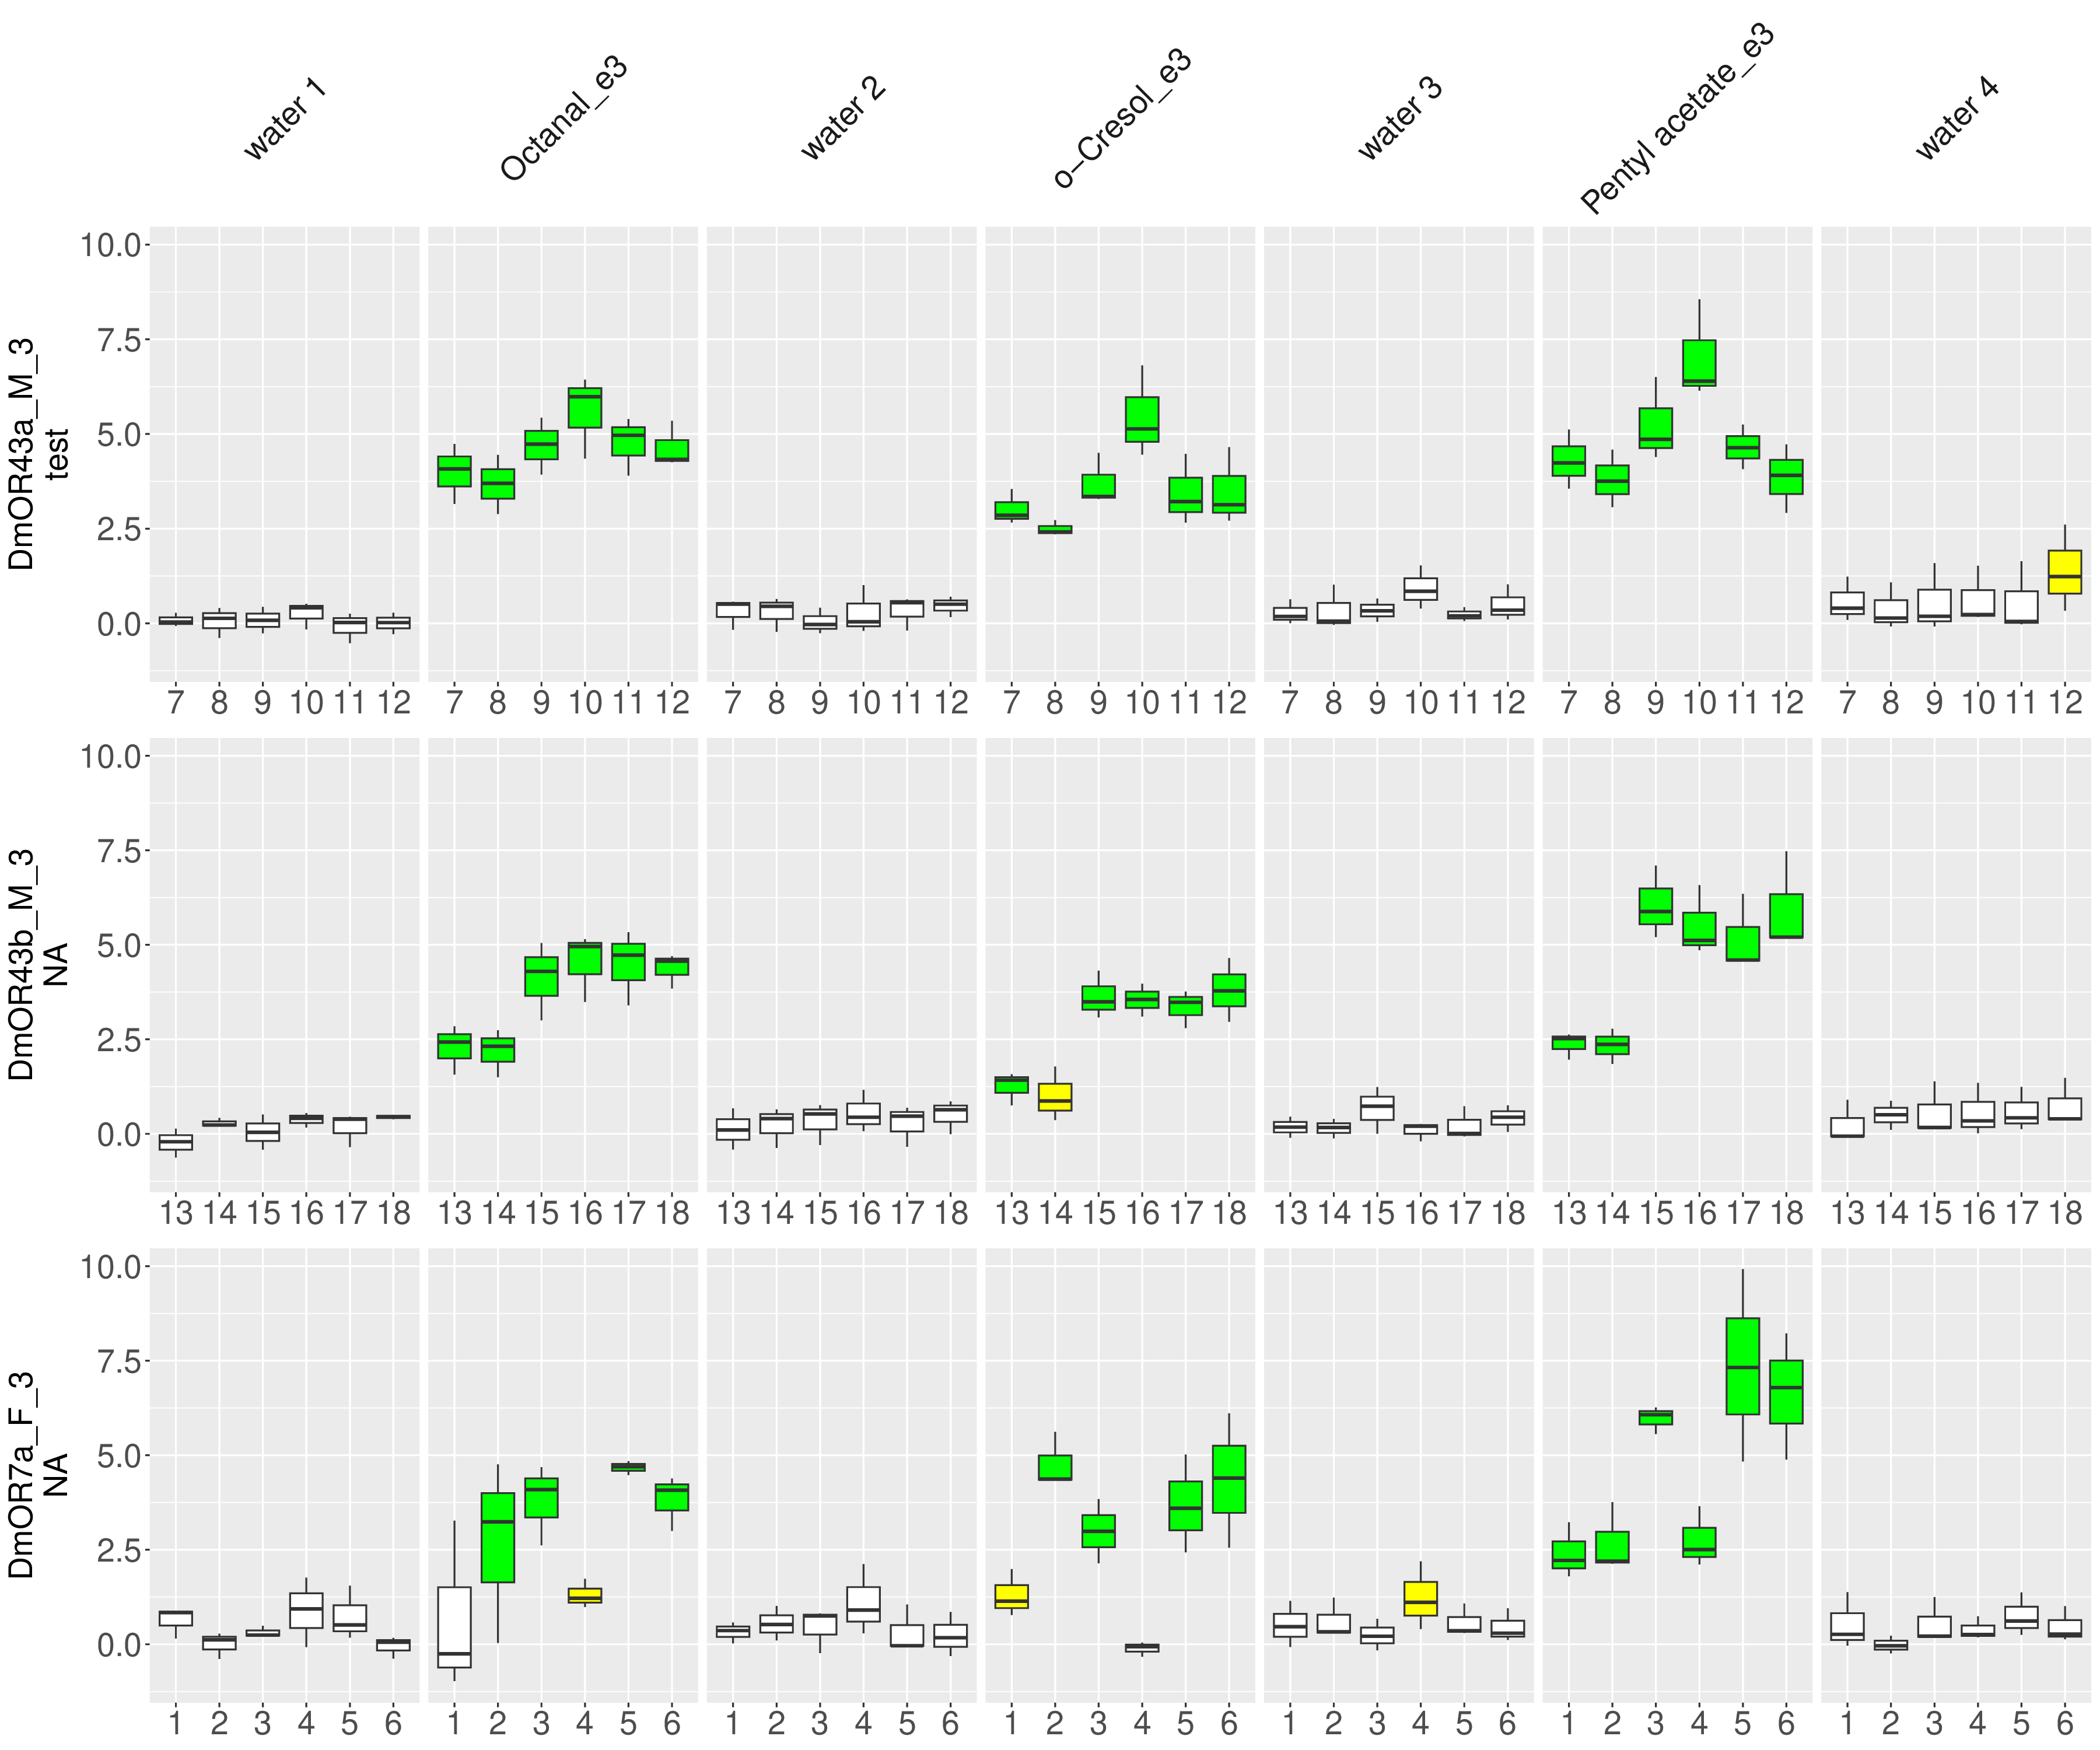 water 1
Octanal_e3
water 2
o−Cresol_e3
water 3
Pentyl acetate_e3
water 4
DmOR43a_M_3
test
10.0
7.5
5.0
2.5
0.0
7 8 9 10 11 12
7 8 9 10 11 12
7 8 9 10 11 12
7 8 9 10 11 12
7 8 9 10 11 12
7 8 9 10 11 12
7 8 9 10 11 12
DmOR43b_M_3
NA
10.0
7.5
5.0
2.5
0.0
13 14 15 16 17 18
13 14 15 16 17 18
13 14 15 16 17 18
13 14 15 16 17 18
13 14 15 16 17 18
13 14 15 16 17 18
13 14 15 16 17 18
DmOR7a_F_3
NA
10.0
7.5
5.0
2.5
0.0
1 2 3 4 5 6
1 2 3 4 5 6
1 2 3 4 5 6
1 2 3 4 5 6
1 2 3 4 5 6
1 2 3 4 5 6
1 2 3 4 5 6